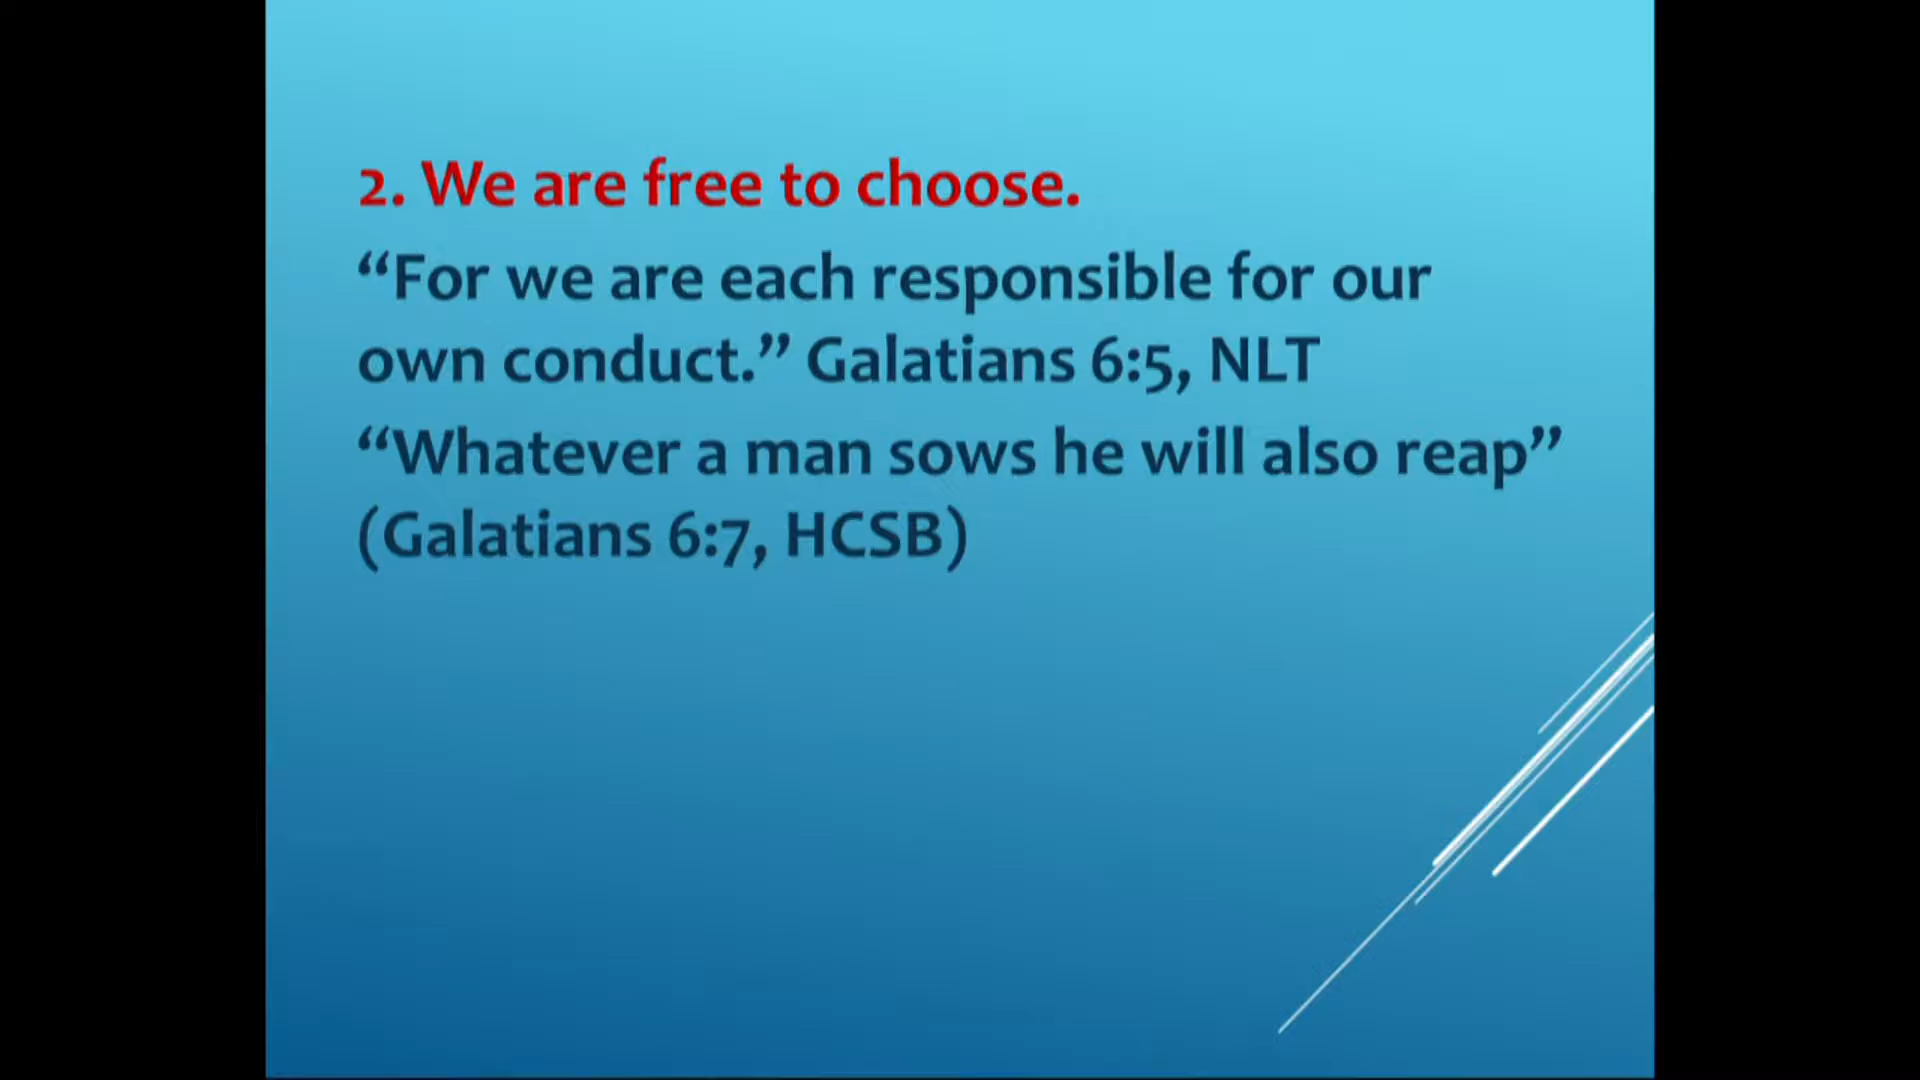 2. We are free to choose.
“For we are each responsible for our
own conduct.” Galatians 6:5, NLT
“Whatever a man sows he will also reap”
(Galatians 6:7, HCSB)